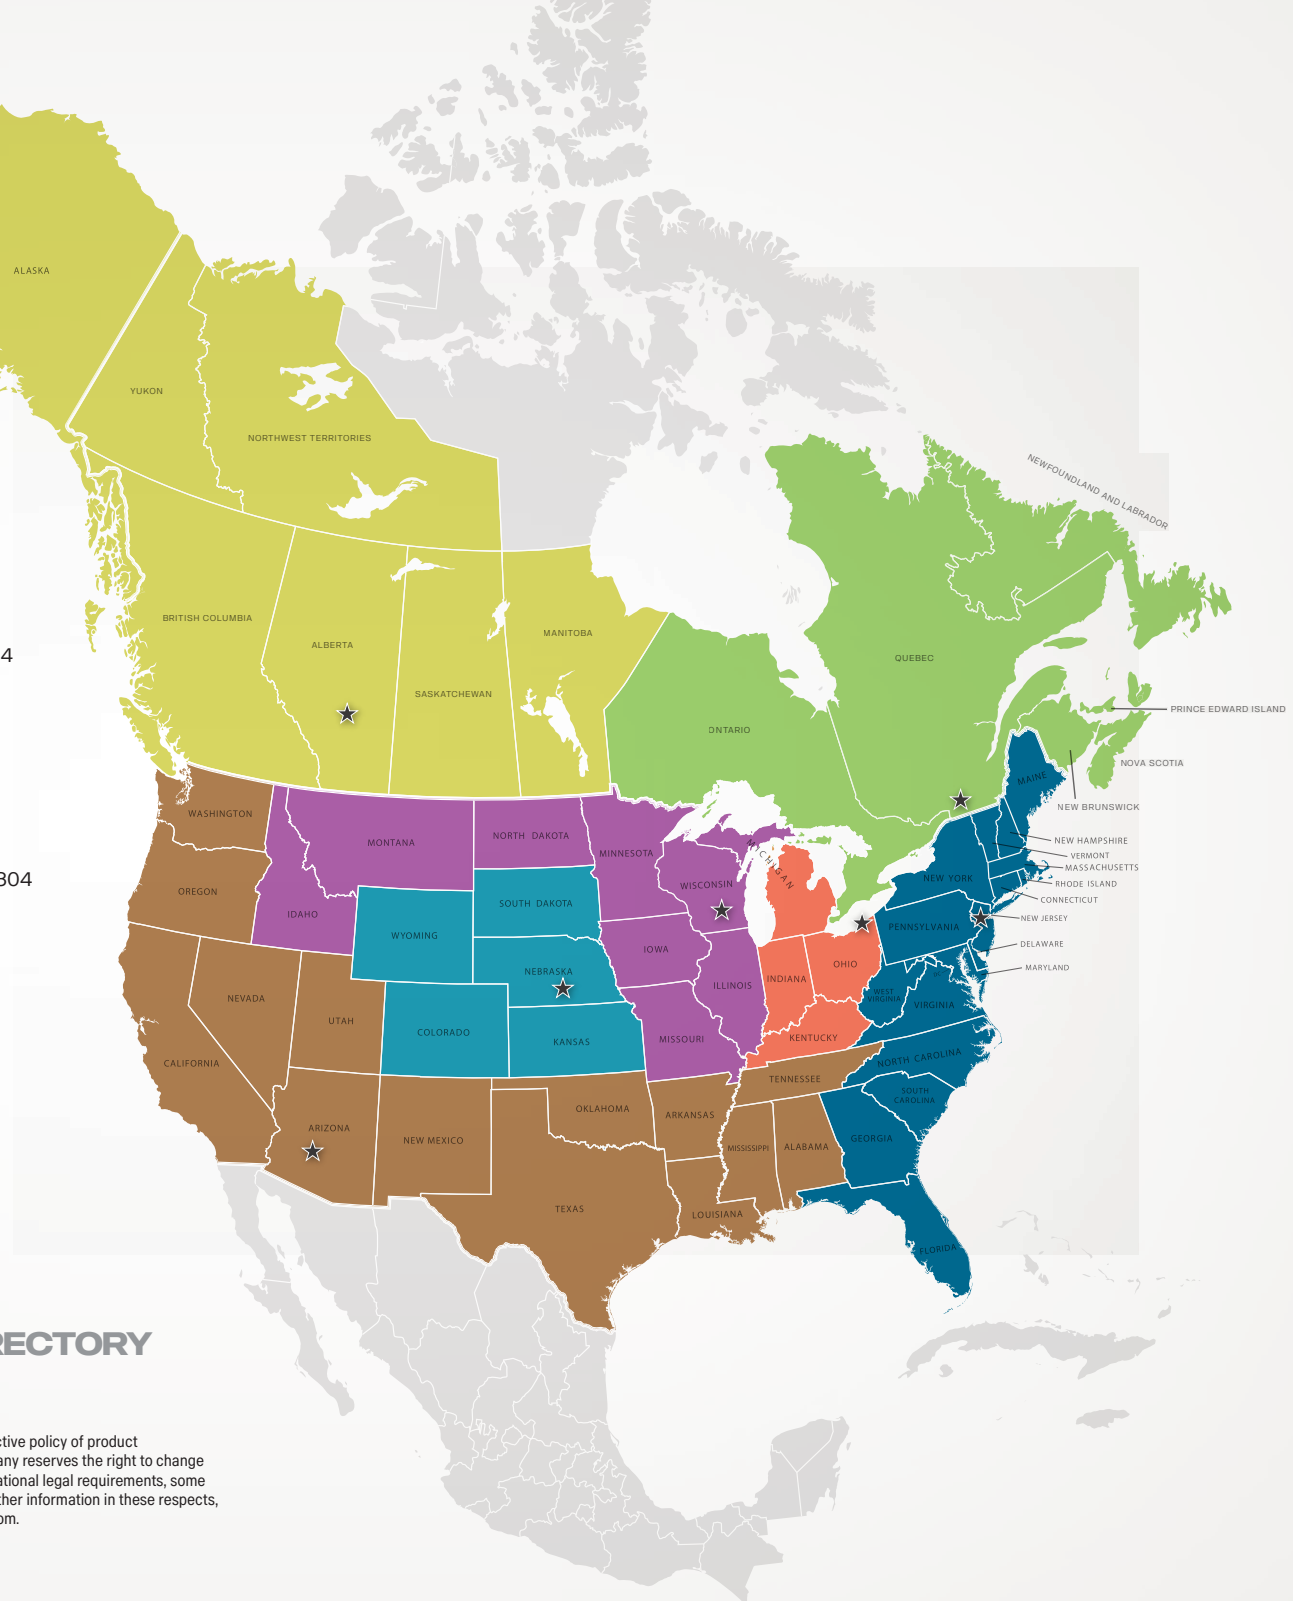 ALASKA
YUKON
NORTHWEST TERRITORIES
NEWFOUNDLAND AND LABRADOR
BRITISH COLUMBIA
ALBERTA
SASKATCHEWAN
MANITOBA
ONTARIO
QUEBEC
4
PRINCE EDWARD ISLAND
NOVA SCOTIA
NEW BRUNSWICK
MAINE
WASHINGTON
MONTANA
NORTH DAKOTA
MINNESOTA
MICHIGAN
NEW HAMPSHIRE
VERMONT
MASSACHUSETTS
RHODE ISLAND
CONNECTICUT
304
OREGON
IDAHO
WYOMING
SOUTH DAKOTA
WISCONSIN
NEW YORK
NEW JERSEY
PENNSYLVANIA
DELAWARE
MARYLAND
IOWA
NEBRASKA
ILLINOIS
INDIANA
OHIO
WEST
VIRGINIA
VIRGINIA
NEVADA
UTAH
COLORADO
KANSAS
MISSOURI
KENTUCKY
CALIFORNIA
TENNESSEE
NORTH CAROLINA
SOUTH
CAROLINA
ARIZONA
NEW MEXICO
OKLAHOMA
ARKANSAS
MISSISSIPPI
ALABAMA
GEORGIA
TEXAS
LOUISIANA
FLORIDA
RECTORY
ctive policy of product
any reserves the right to change
ational legal requirements, some
ther information in these respects,
om.